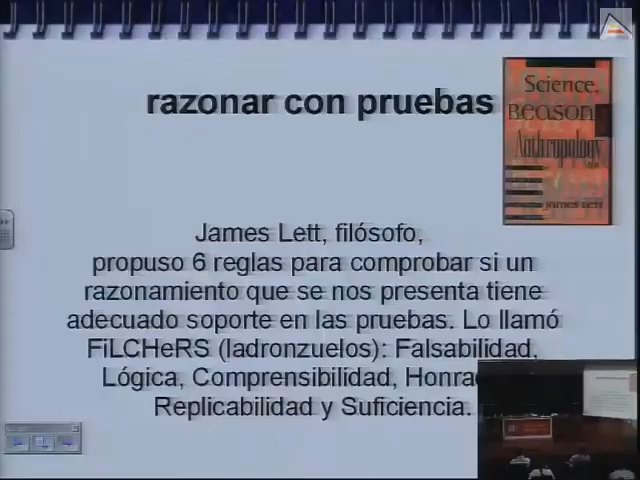 razonar con pruebas
Science,
Reason
Anthropology
James Lett
James Lett, filósofo,
propuso 6 reglas para comprobar si un
razonamiento que se nos presenta tiene
adecuado soporte en las pruebas. Lo llamó
FiLCHeRS (ladronzuelos): Falsabilidad,
Lógica, Comprensibilidad, Honra
Replicabilidad y Suficiencia.